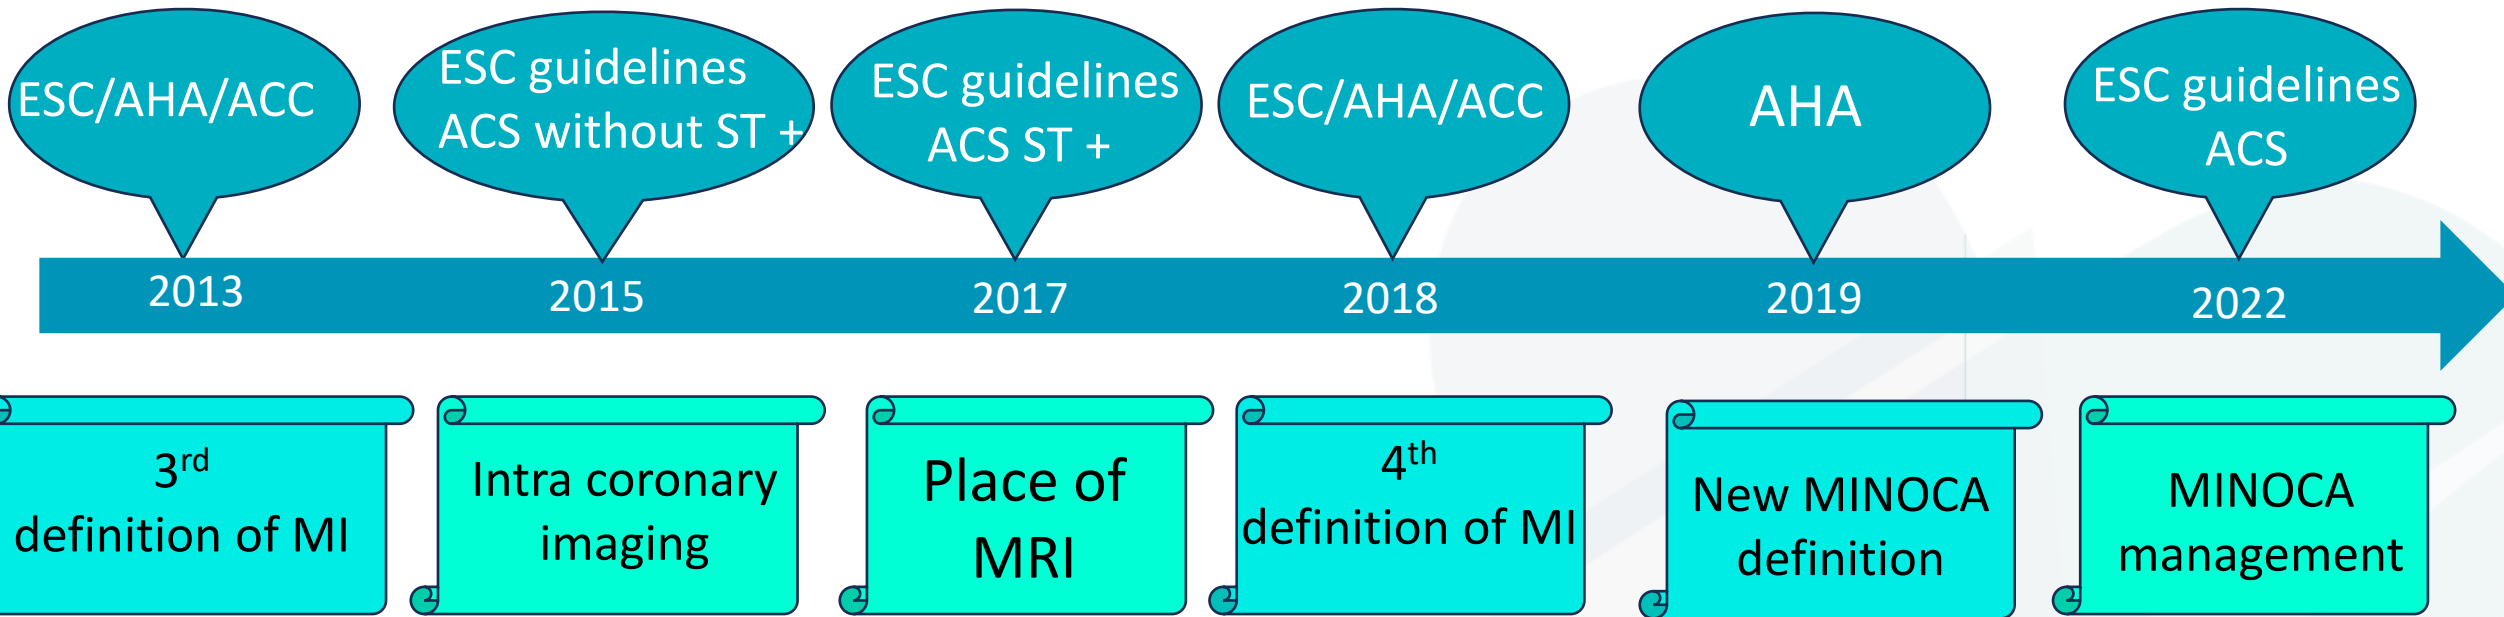 ESC/AHA/ACC
ESC guidelines
ACS without ST +
ESC guidelines
ACS ST +
ESC/AHA/ACC
AHA
ESC guidelines
ACS
2013
2015
2017
2018
2019
2022
3rd
definition of MI
Intra coronary
imaging
Place of
MRI
4th
definition of MI
New MINOCA
definition
MINOCA
management